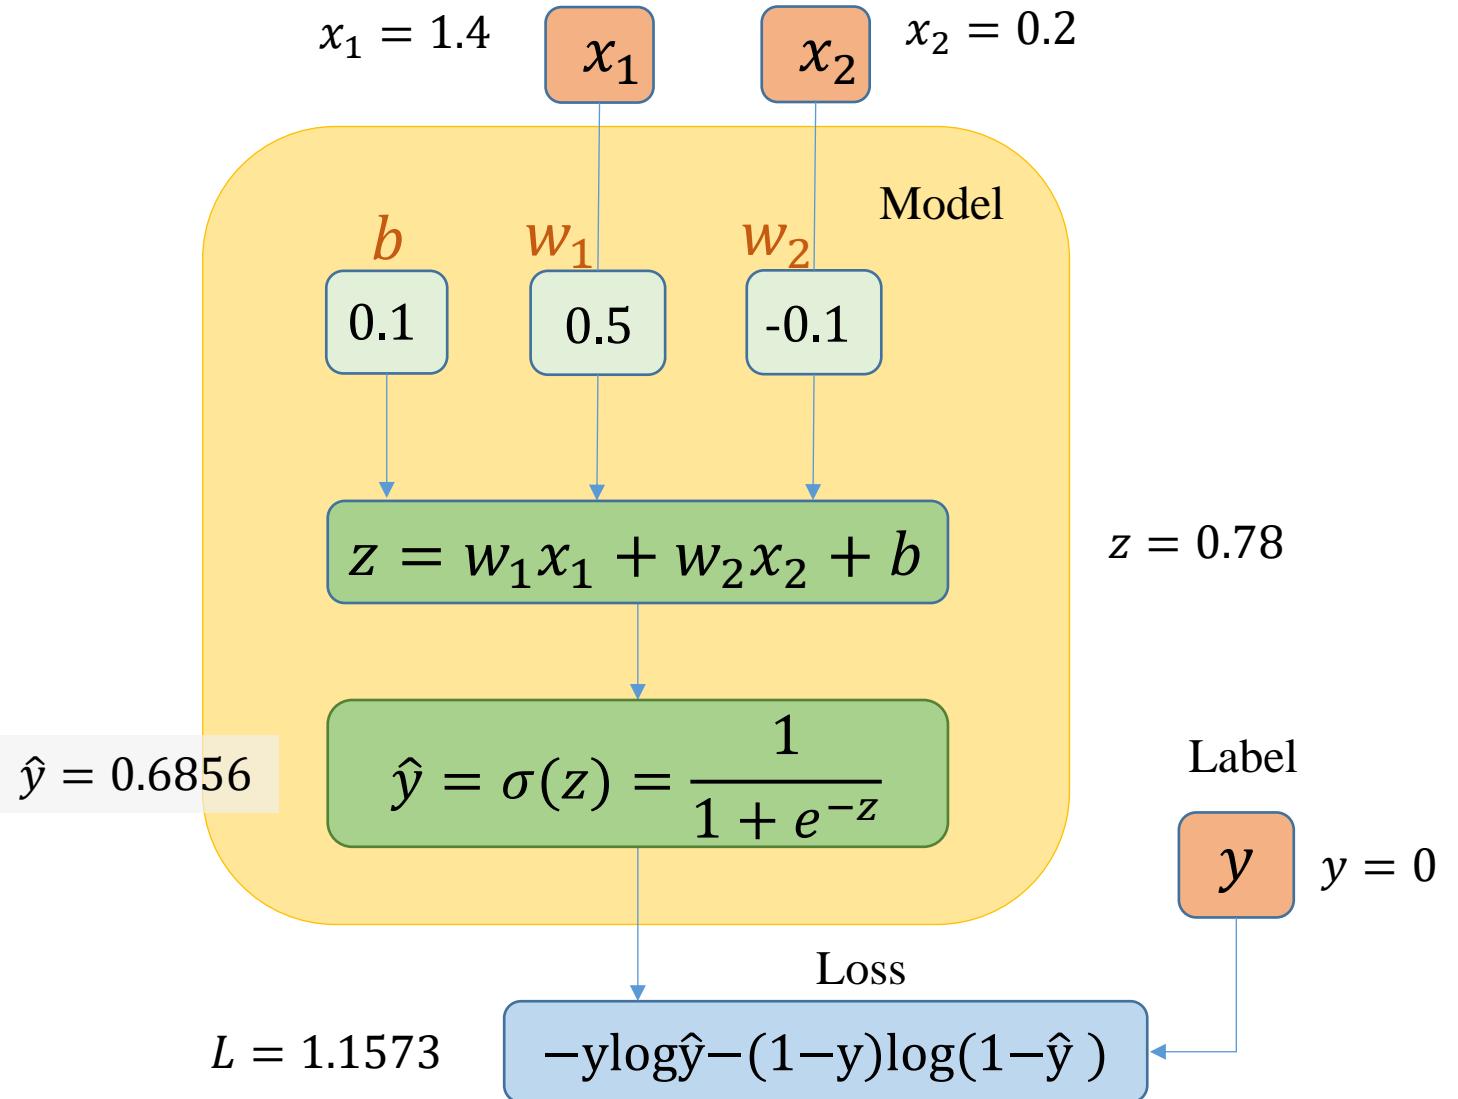 x₁ = 1.4
x₁
x₂
x₂ = 0.2
Model
b
w₁
w₂
0.1
0.5
-0.1
z = w₁x₁ + w₂x₂ + b
z = 0.78
ŷ = 0.6856
ŷ = σ(z) = 1 / (1 + e⁻ᶻ)
Label
y
y = 0
Loss
L = 1.1573
−ylogŷ−(1−y)log(1−ŷ )